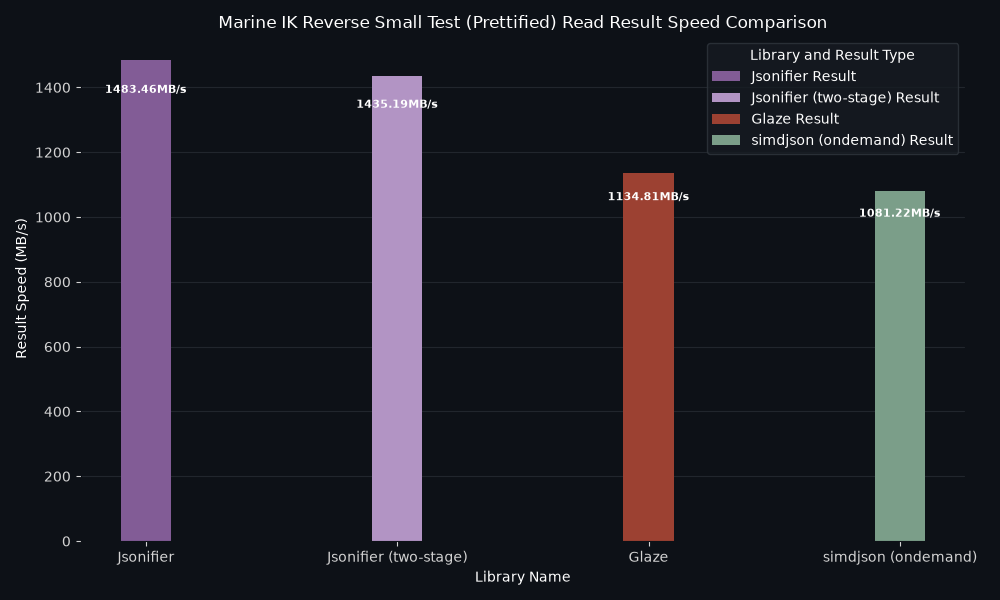 Marine IK Reverse Small Test (Prettified) Read Result Speed Comparison
Library and Result Type
Jsonifier Result
Jsonifier (two-stage) Result
Glaze Result
simdjson (ondemand) Result
1483.46MB/s
1435.19MB/s
1134.81MB/s
1081.22MB/s
Result Speed (MB/s)
1400
1200
1000
800
600
400
200
0
Jsonifier
Jsonifier (two-stage)
Glaze
simdjson (ondemand)
Library Name